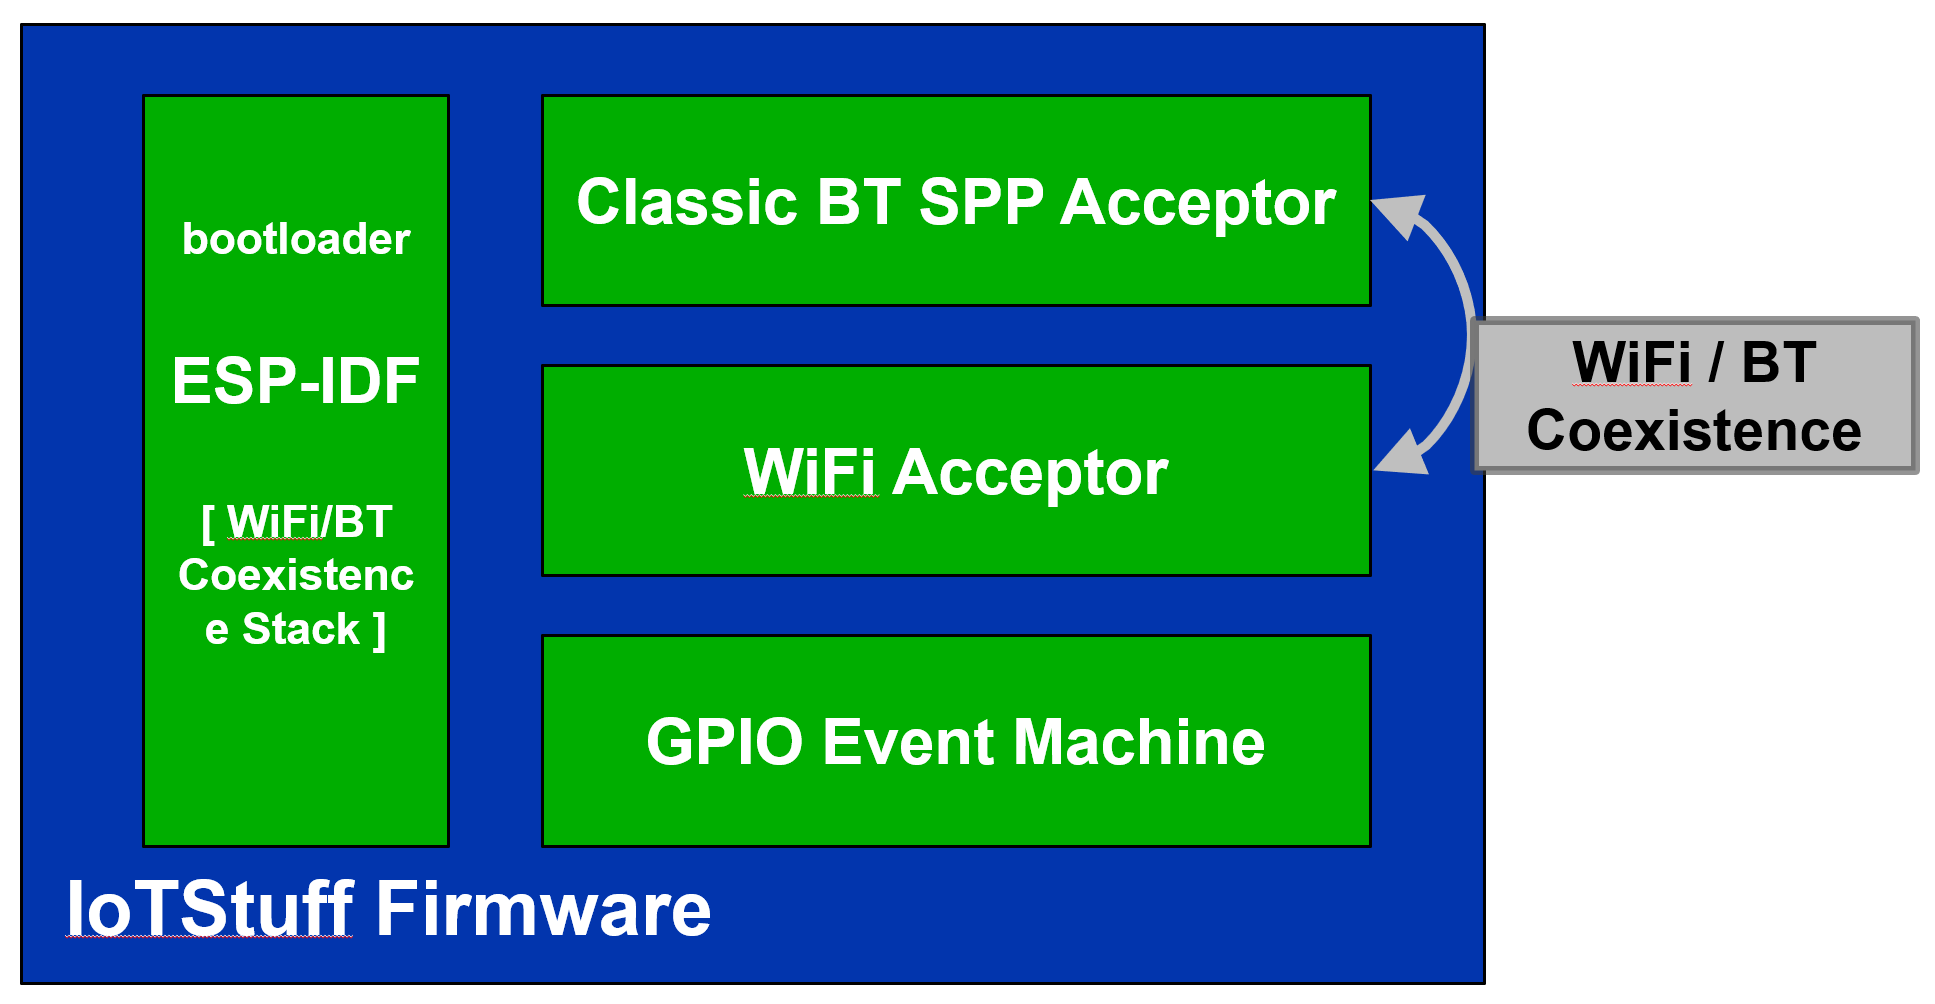 bootloader
ESP-IDF
[ WiFi/BT
Coexistenc
e Stack ]
Classic BT SPP Acceptor
WiFi Acceptor
GPIO Event Machine
WiFi / BT
Coexistence
IoTStuff Firmware